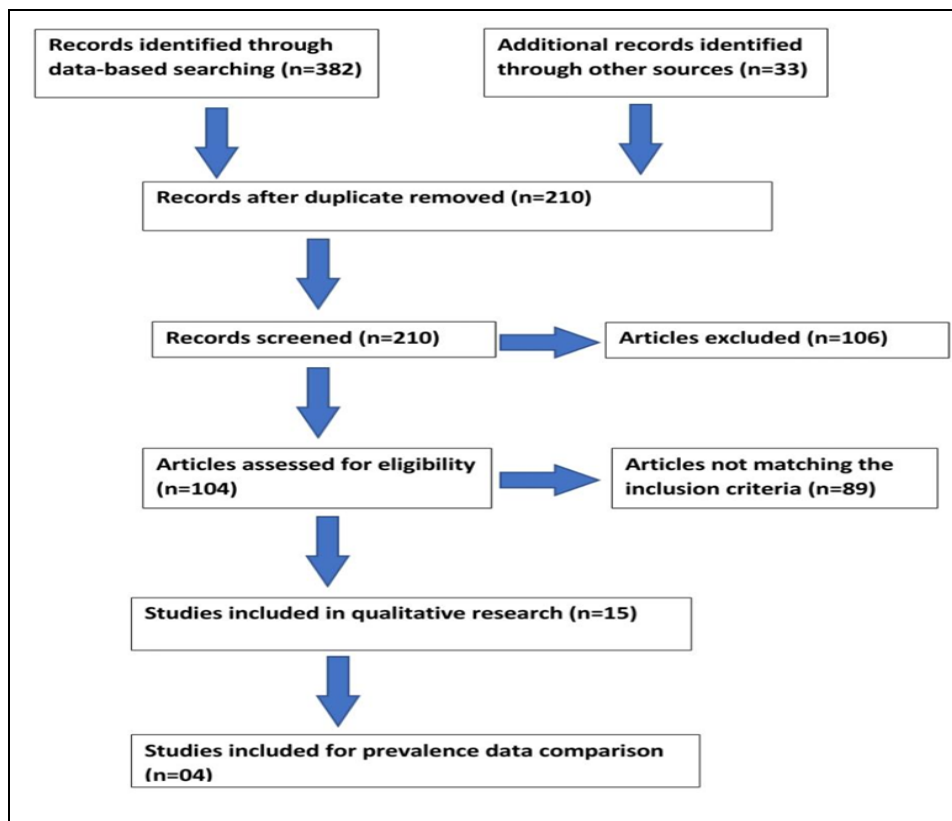 Records identified through
data-based searching (n=382)
Additional records identified
through other sources (n=33)
Records after duplicate removed (n=210)
Records screened (n=210)
Articles excluded (n=106)
Articles assessed for eligibility
(n=104)
Articles not matching the
inclusion criteria (n=89)
Studies included in qualitative research (n=15)
Studies included for prevalence data comparison
(n=04)